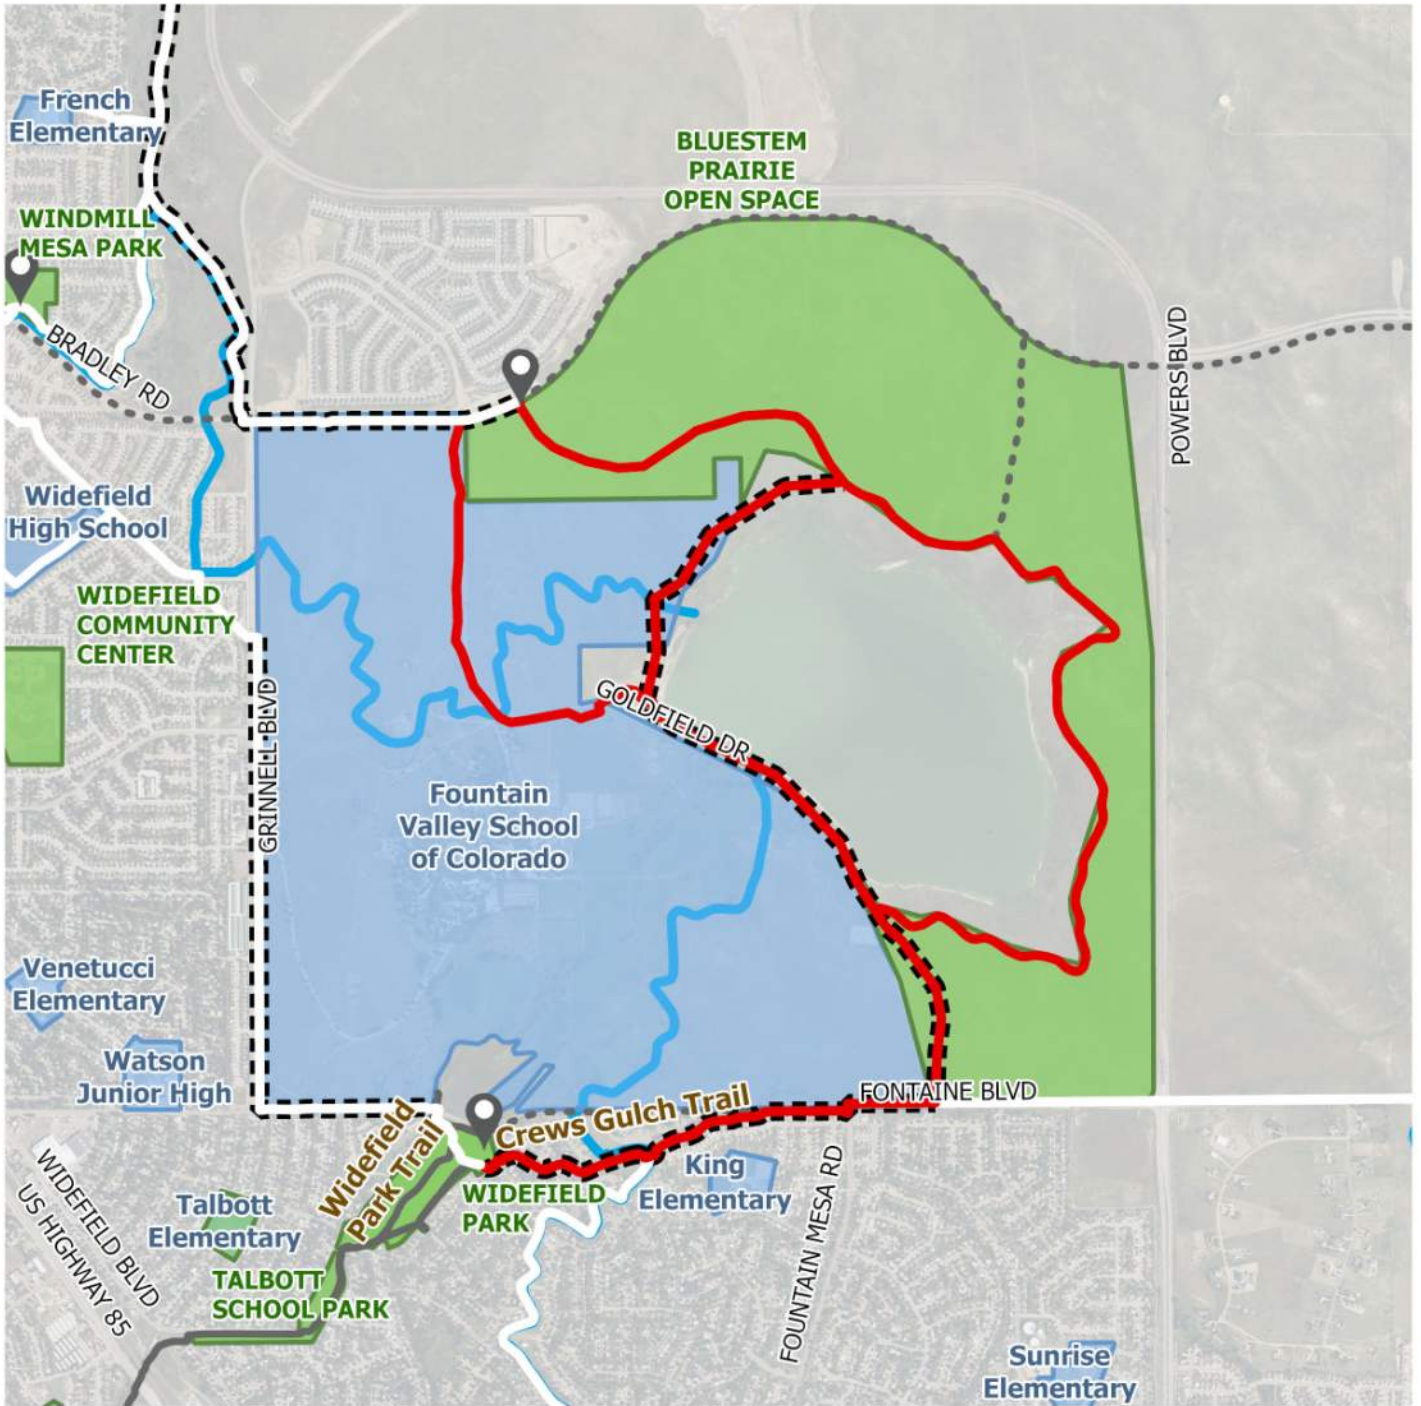 French
Elementary
BLUESTEM
PRAIRIE
OPEN SPACE
WINDMILL
MESA PARK
BRADLEY RD
POWERS BLVD
Widefield
High School
WIDEFIELD
COMMUNITY
CENTER
GRINNELL BLVD
GOLDFIELD DR
Fountain
Valley School
of Colorado
Venetucci
Elementary
Watson
Junior High
FONTAINE BLVD
Crews Gulch Trail
Widefield
Park Trail
King
Elementary
WIDEFIELD
PARK
FOUNTAIN MESA RD
WIDEFIELD BLVD
US HIGHWAY 85
Talbott
Elementary
TALBOTT
SCHOOL PARK
Sunrise
Elementary